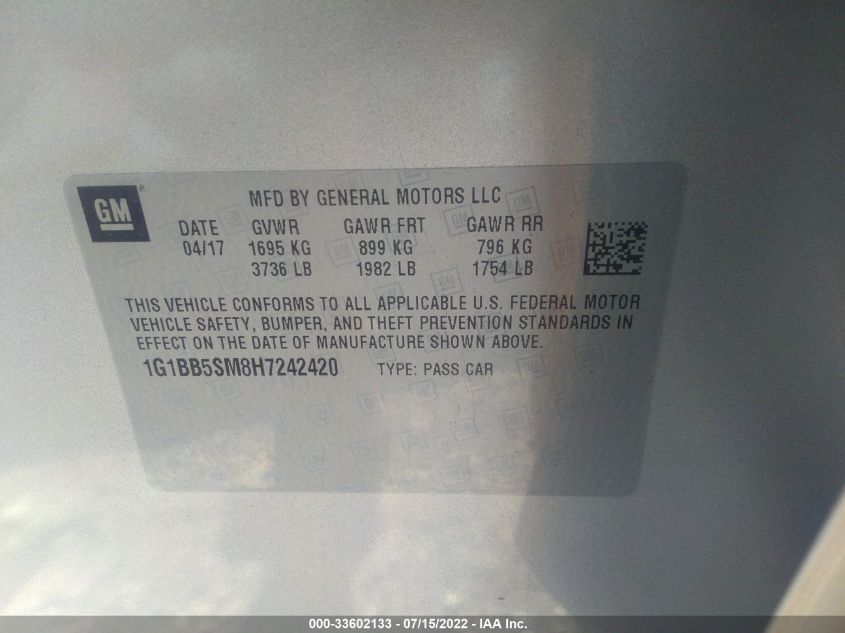 GM
MFD BY GENERAL MOTORS LLC
DATE GVWR GAWR FRT GAWR RR
04/17 1695 KG 899 KG 796 KG
3736 LB 1982 LB 1754 LB
THIS VEHICLE CONFORMS TO ALL APPLICABLE U.S. FEDERAL MOTOR
VEHICLE SAFETY, BUMPER, AND THEFT PREVENTION STANDARDS IN
EFFECT ON THE DATE OF MANUFACTURE SHOWN ABOVE.
1G1BB5SM8H7242420 TYPE: PASS CAR
000-33602133 - 07/15/2022 - IAA Inc.